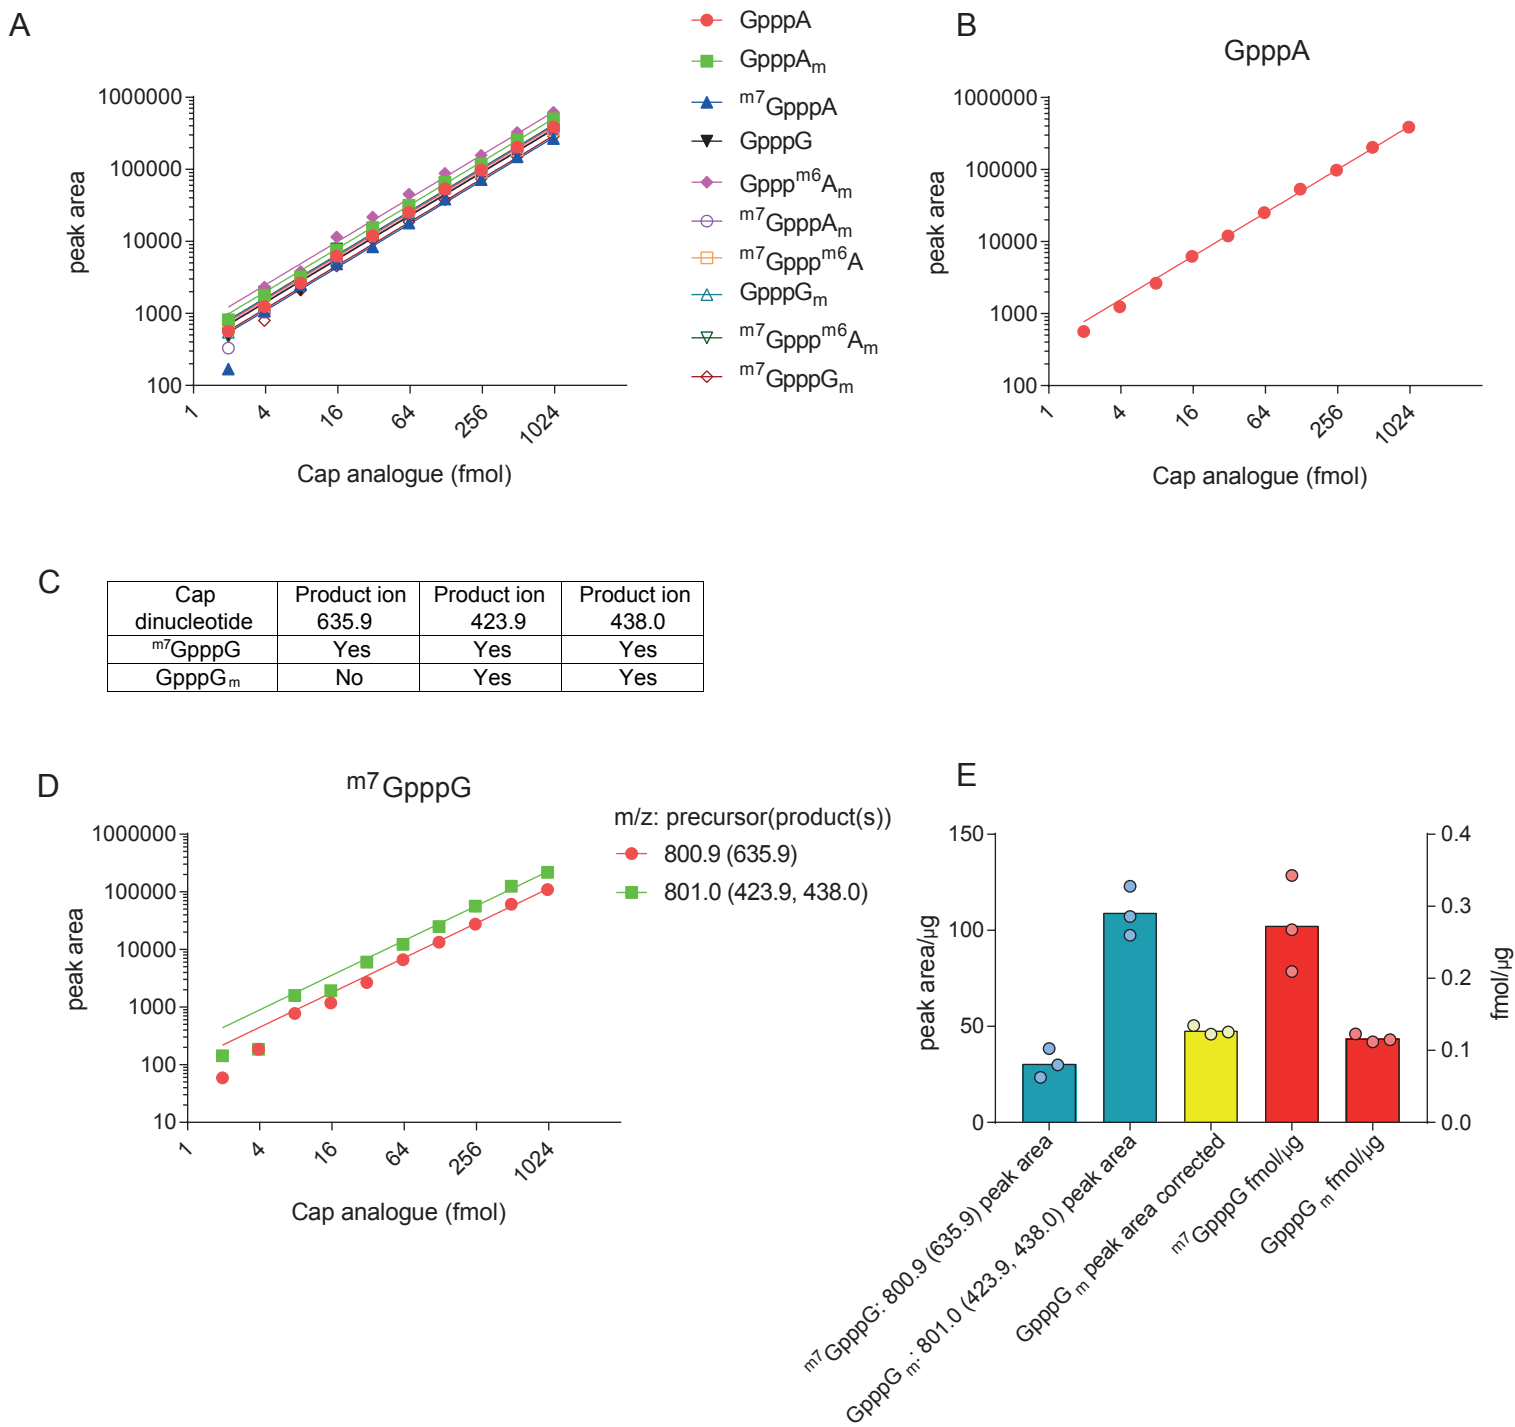 A
1000000
100000
10000
1000
100
peak area
1
4
16
64
256
1024
Cap analogue (fmol)
GpppA
GpppAm
m7GpppA
GpppG
Gpppm6Am
m7GpppAm
m7Gpppm6A
GpppGm
m7Gpppm6Am
m7GpppGm
B
GpppA
1000000
100000
10000
1000
100
peak area
1
4
16
64
256
1024
Cap analogue (fmol)
C
Cap dinucleotide Product ion 635.9 Product ion 423.9 Product ion 438.0
m7GpppG Yes Yes Yes
GpppGm No Yes Yes
D
m7GpppG
1000000
100000
10000
1000
100
10
peak area
1
4
16
64
256
1024
Cap analogue (fmol)
m/z: precursor(product(s))
800.9 (635.9)
801.0 (423.9, 438.0)
E
150
100
50
0
peak area/µg
0.4
0.3
0.2
0.1
0.0
fmol/µg
m7GpppG: 800.9 (635.9) peak area
GpppG m: 801.0 (423.9, 438.0) peak area
GpppG m peak area corrected
m7GpppG fmol/µg
GpppG m fmol/µg